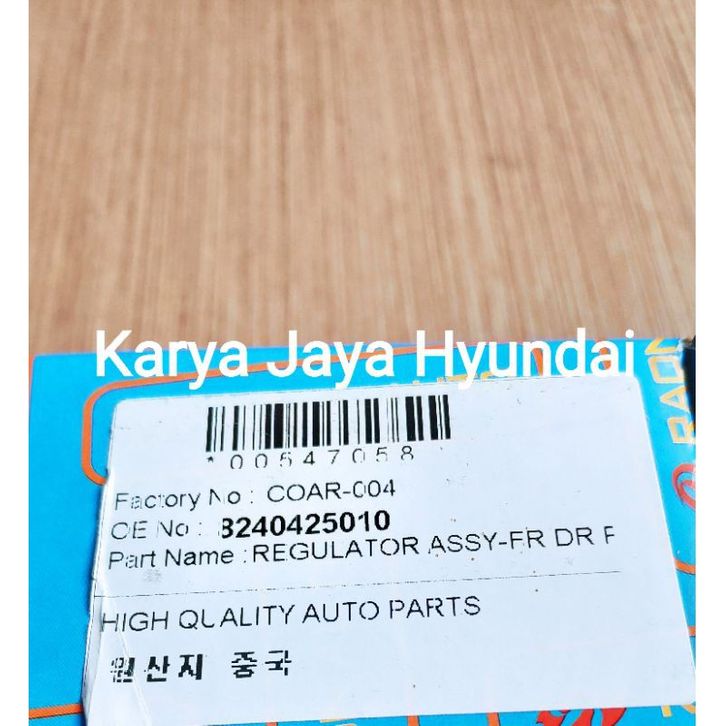 Karya Jaya Hyundai
*00547058*
Factory No : COAR-004
OE No : 8240425010
Part Name : REGULATOR ASSY-FR DR
HIGH QUALITY AUTO PARTS
원산지 중국